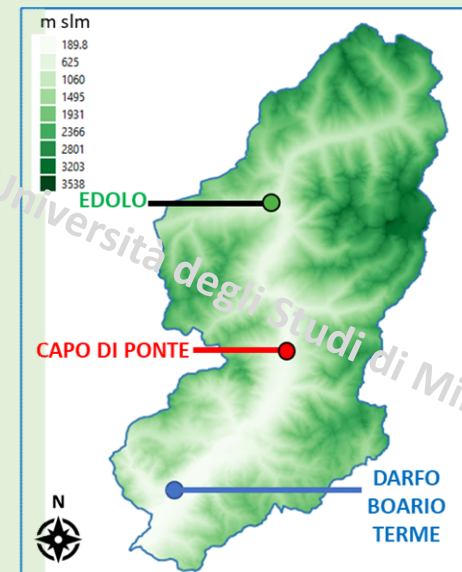 m slm
189.8
625
1060
1495
1931
2366
2801
3203
3538
EDOLO
Università degli Studi di Mi
CAPO DI PONTE
DARFO
BOARIO
TERME
N